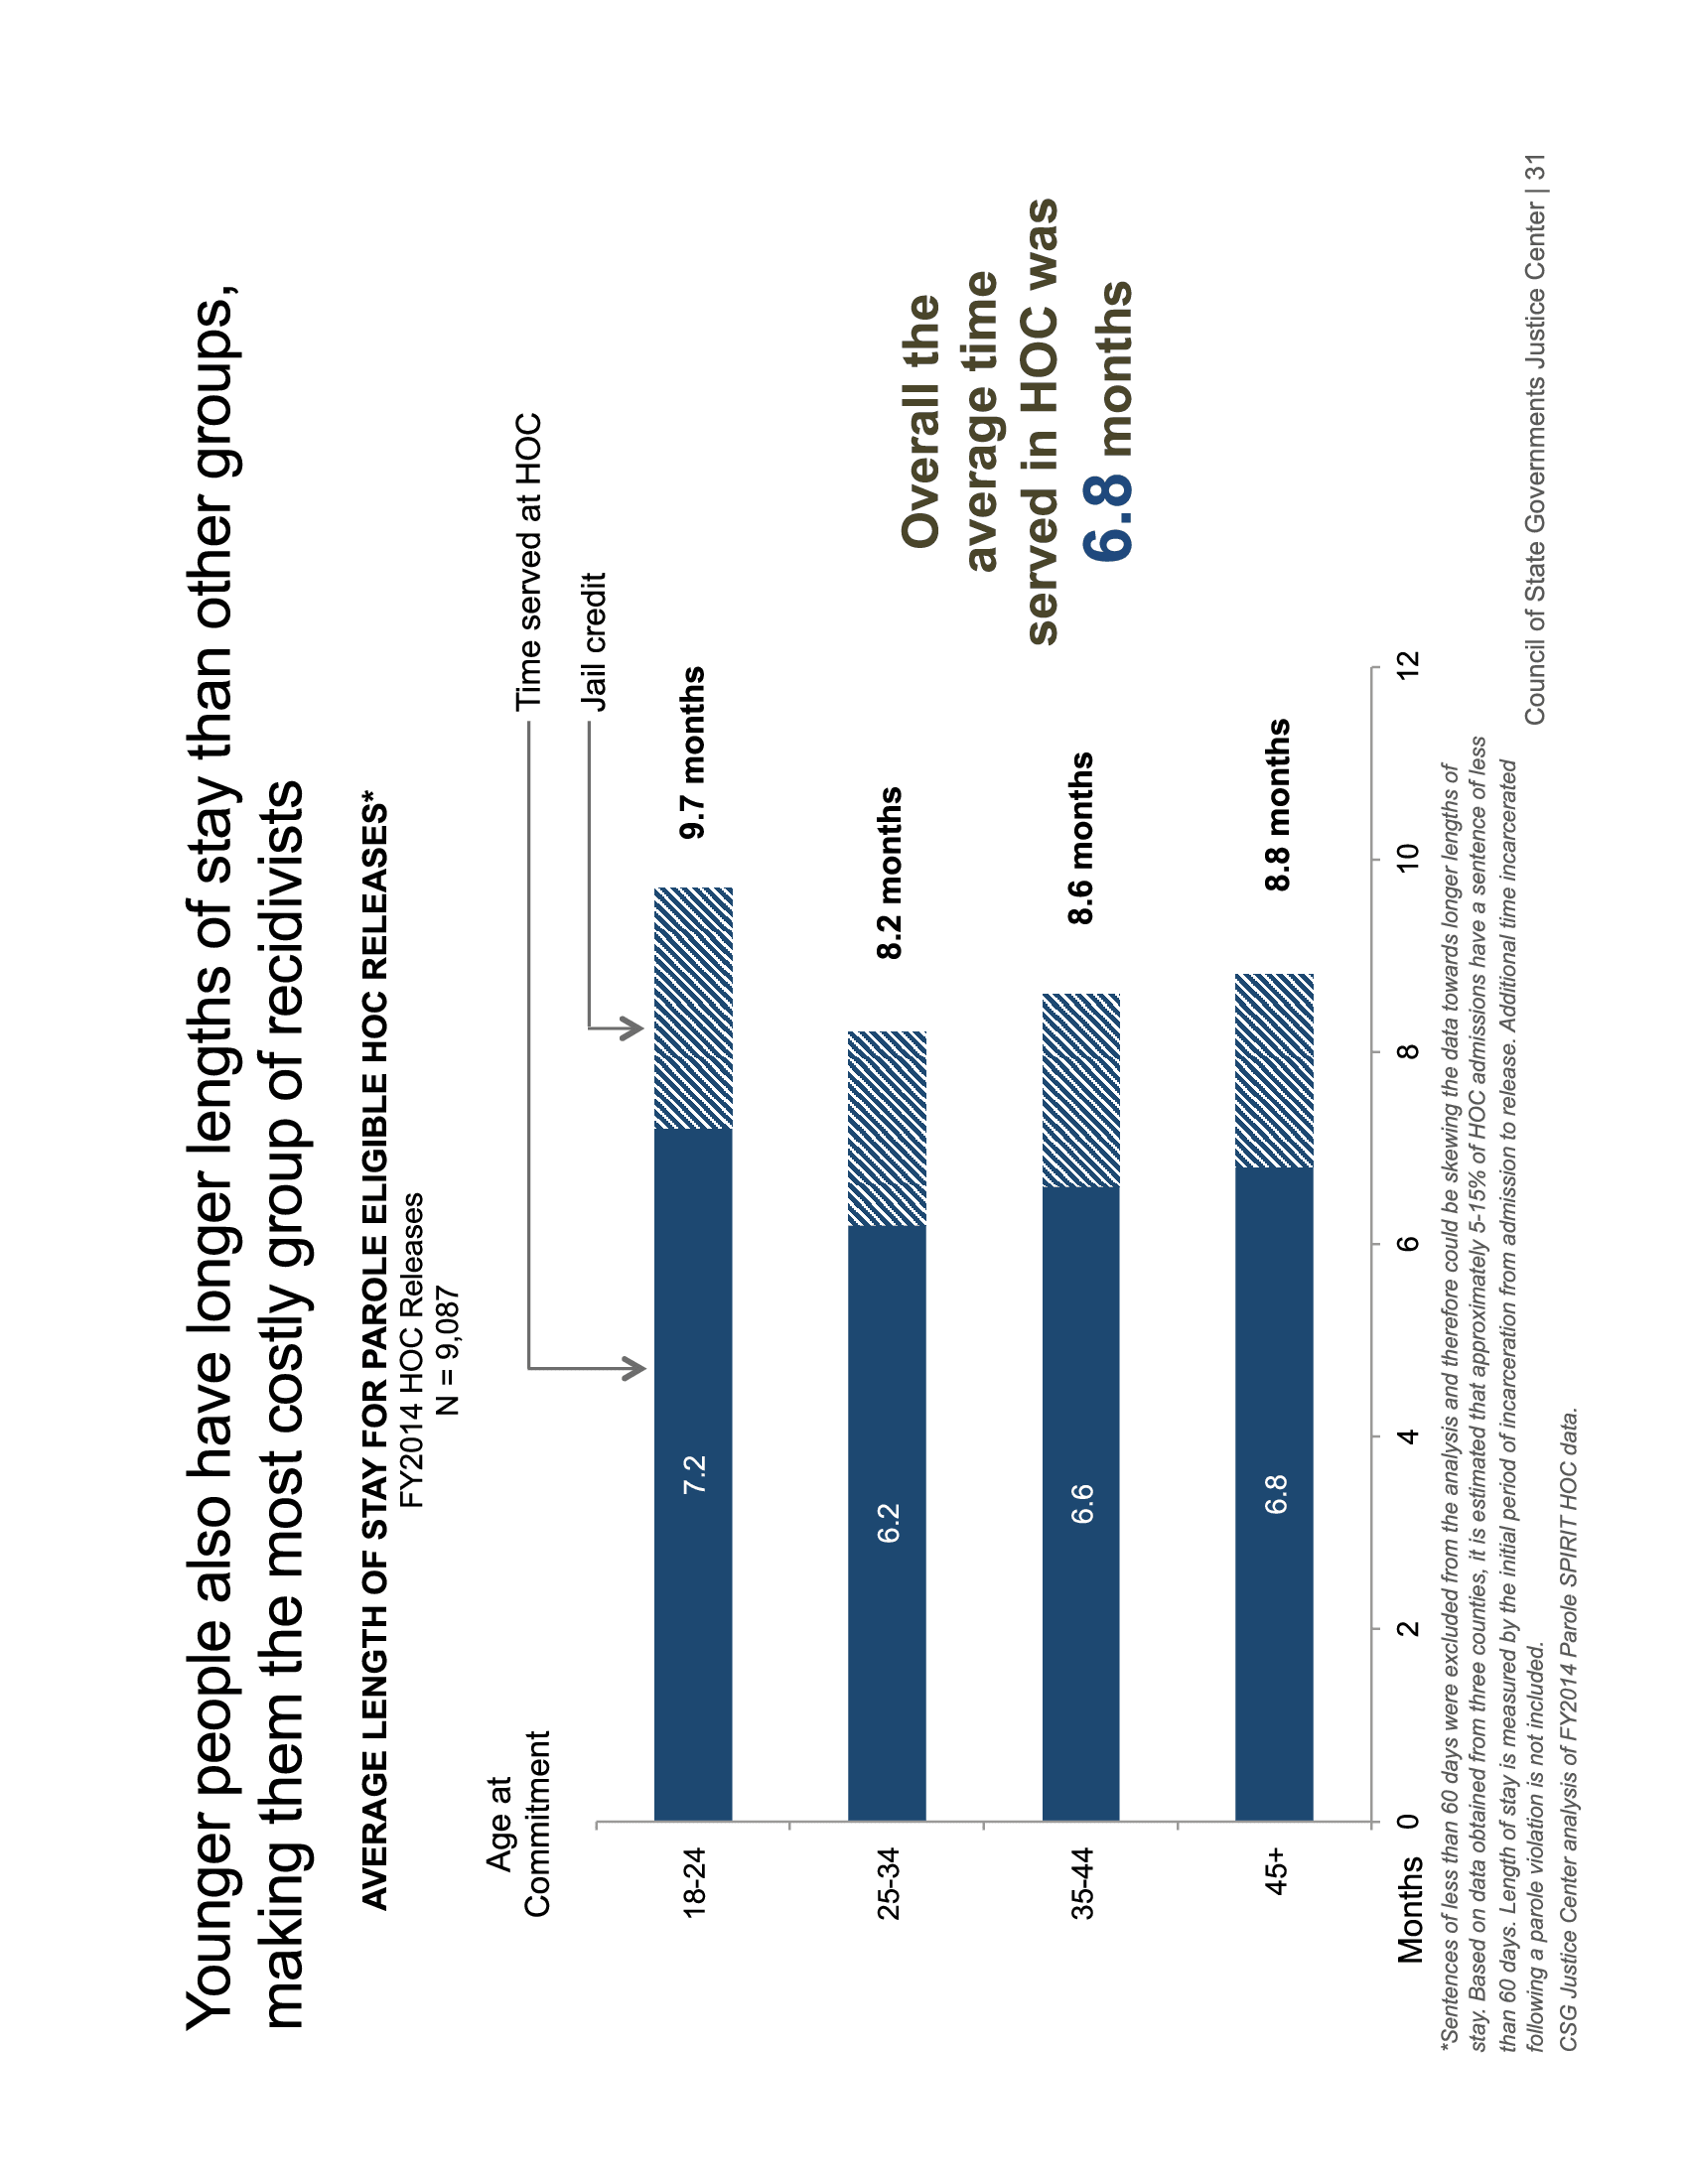 Younger people also have longer lengths of stay than other groups,
making them the most costly group of recidivists
AVERAGE LENGTH OF STAY FOR PAROLE ELIGIBLE HOC RELEASES*
FY2014 HOC Releases
N = 9,087
Age at
Commitment
Time served at HOC
Jail credit
18-24
7.2
9.7 months
25-34
6.2
8.2 months
35-44
6.6
8.6 months
45+
6.8
8.8 months
Months
0 2 4 6 8 10 12
Overall the
average time
served in HOC was
6.8 months
*Sentences of less than 60 days were excluded from the analysis and therefore could be skewing the data towards longer lengths of
stay. Based on data obtained from three counties, it is estimated that approximately 5-15% of HOC admissions have a sentence of less
than 60 days. Length of stay is measured by the initial period of incarceration from admission to release. Additional time incarcerated
following a parole violation is not included.
CSG Justice Center analysis of FY2014 Parole SPIRIT HOC data.
Council of State Governments Justice Center | 31